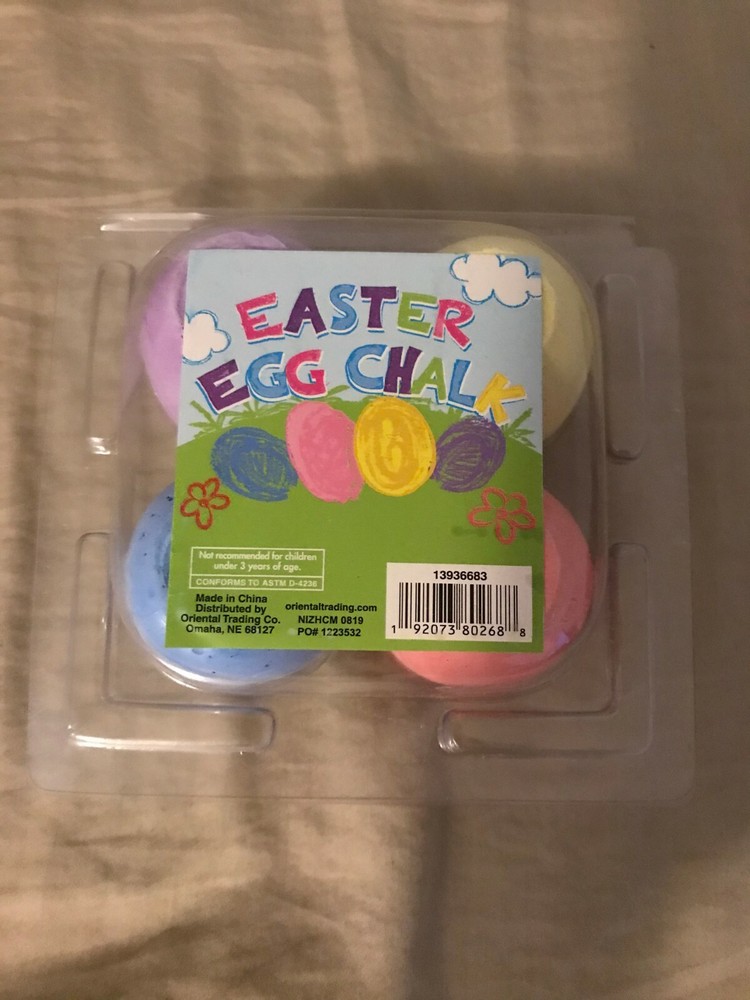 EASTER
EGG CHALK
Not recommended for children
under 3 years of age.
CONFORMS TO ASTM D-4236
Made in China
Distributed by
Oriental Trading Co.
Omaha, NE 68127
orientaltrading.com
NIZHCM 0819
PO# 1223532
13936683
1 92073 80268 8